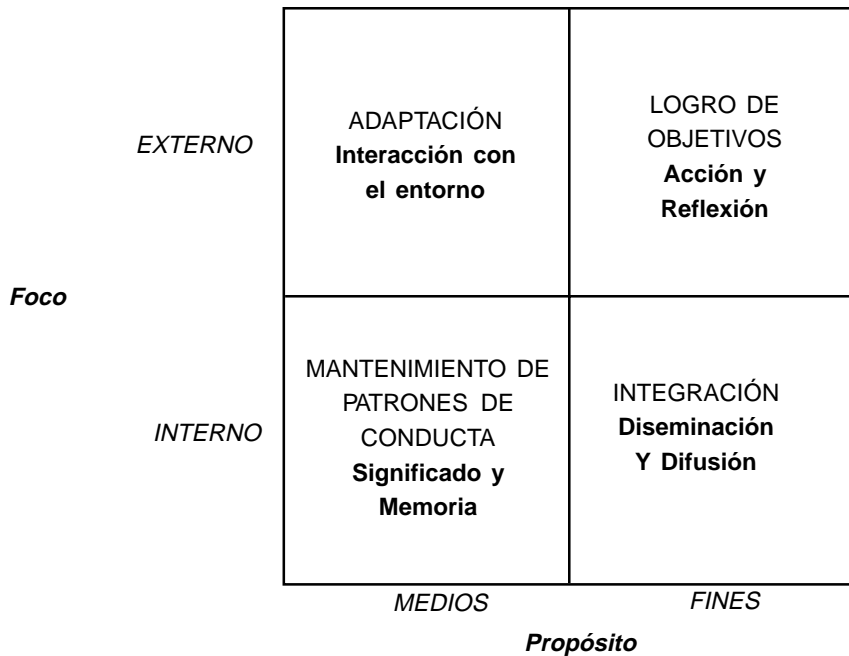 EXTERNO
ADAPTACIÓN
Interacción con
el entorno
LOGRO DE
OBJETIVOS
Acción y
Reflexión
Foco
INTERNO
MANTENIMIENTO DE
PATRONES DE
CONDUCTA
Significado y
Memoria
INTEGRACIÓN
Diseminación
Y Difusión
MEDIOS
FINES
Propósito